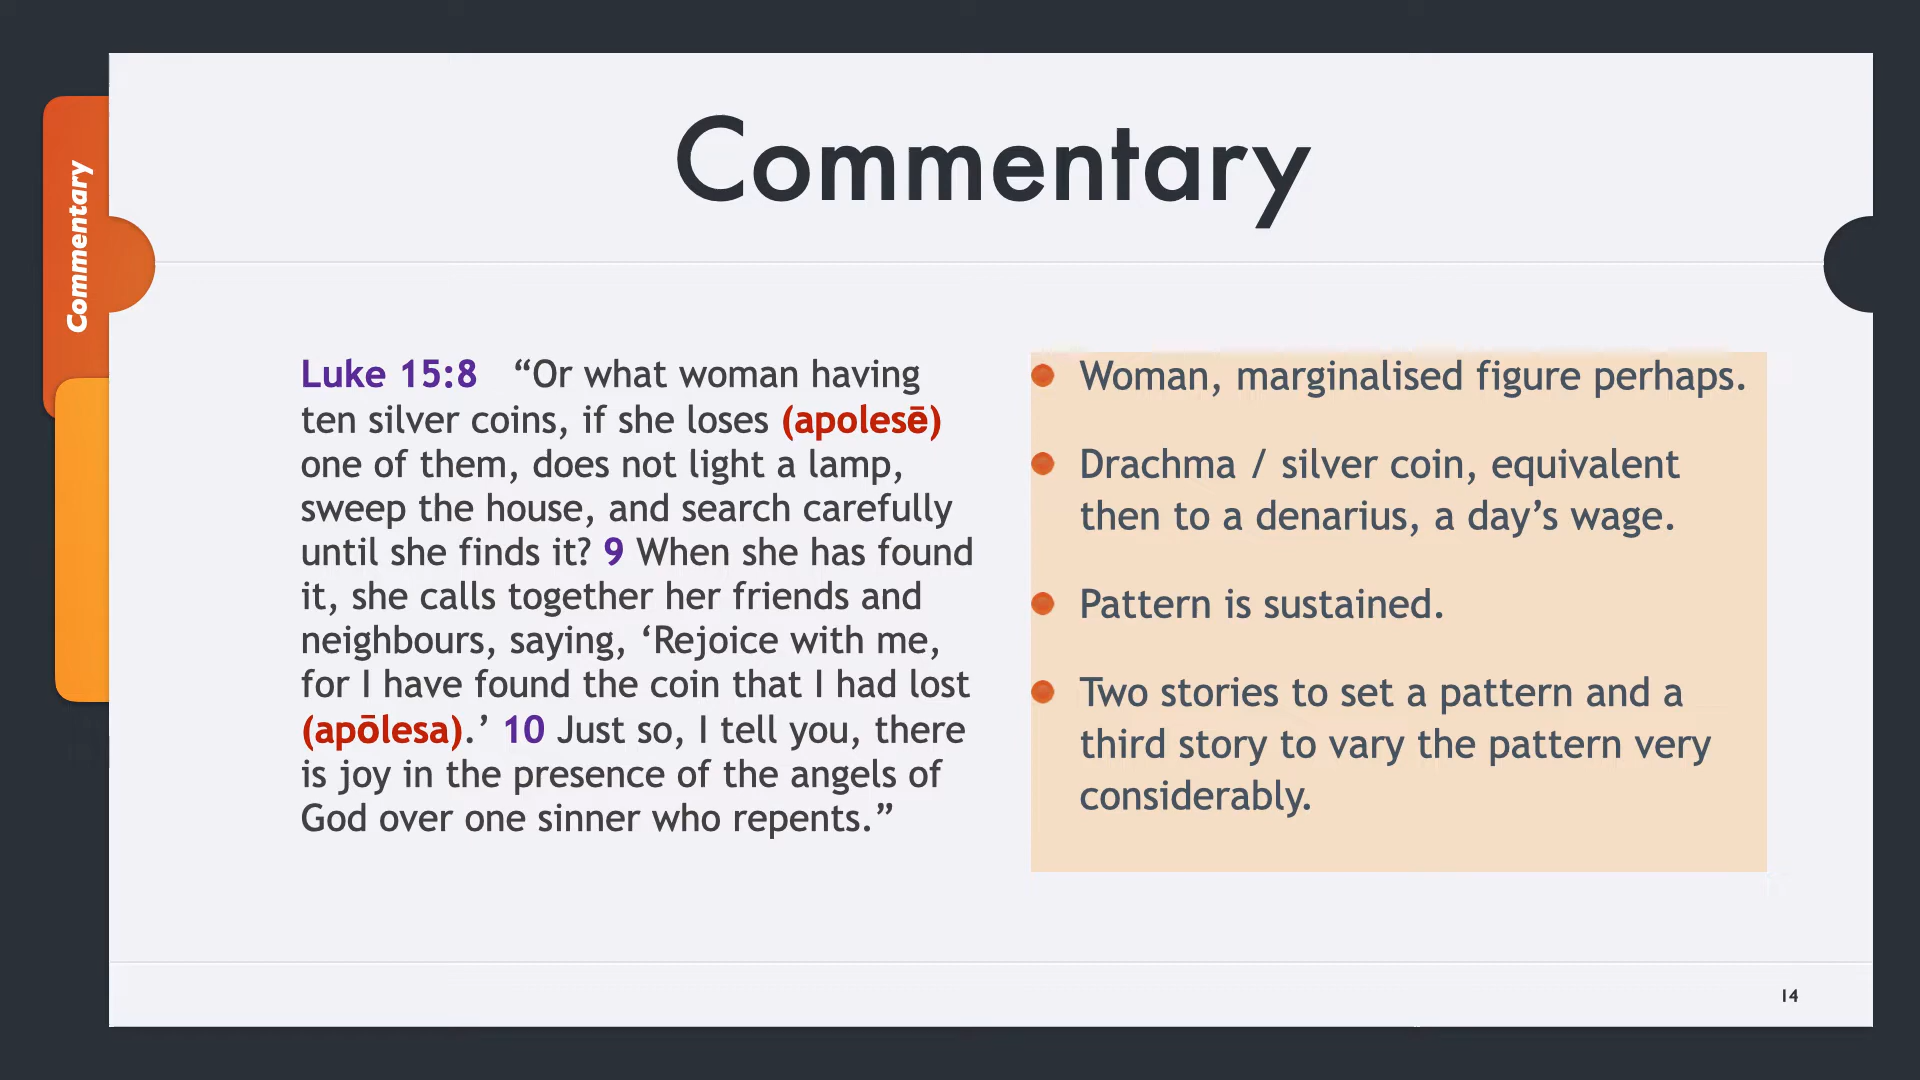 Commentary
Commentary
Luke 15:8 “Or what woman having
ten silver coins, if she loses (apolesē)
one of them, does not light a lamp,
sweep the house, and search carefully
until she finds it? 9 When she has found
it, she calls together her friends and
neighbours, saying, ‘Rejoice with me,
for I have found the coin that I had lost
(apōlesa).’ 10 Just so, I tell you, there
is joy in the presence of the angels of
God over one sinner who repents.”
Woman, marginalised figure perhaps.
Drachma / silver coin, equivalent
then to a denarius, a day’s wage.
Pattern is sustained.
Two stories to set a pattern and a
third story to vary the pattern very
considerably.
14